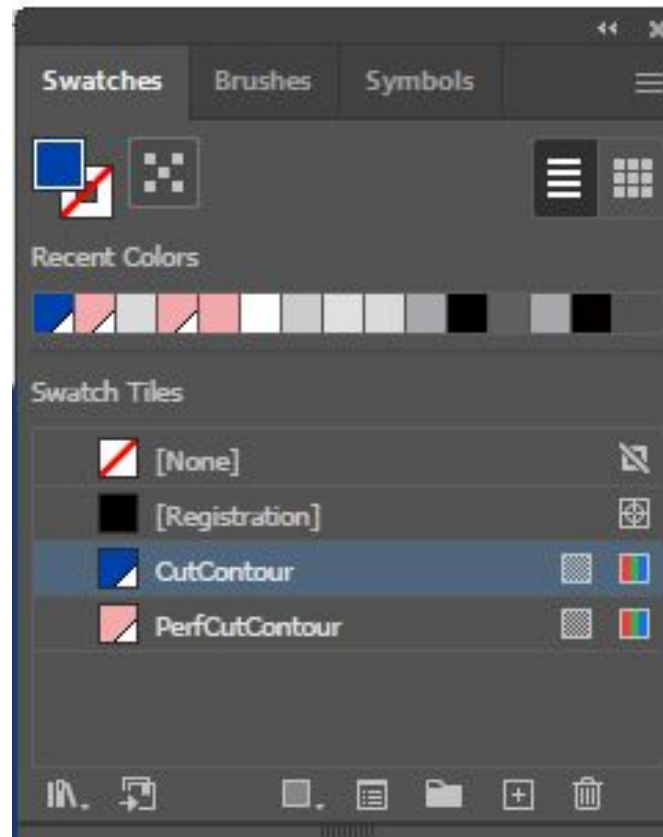 Swatches Brushes Symbols
Recent Colors
Swatch Tiles
[None]
[Registration]
CutContour
PerfCutContour